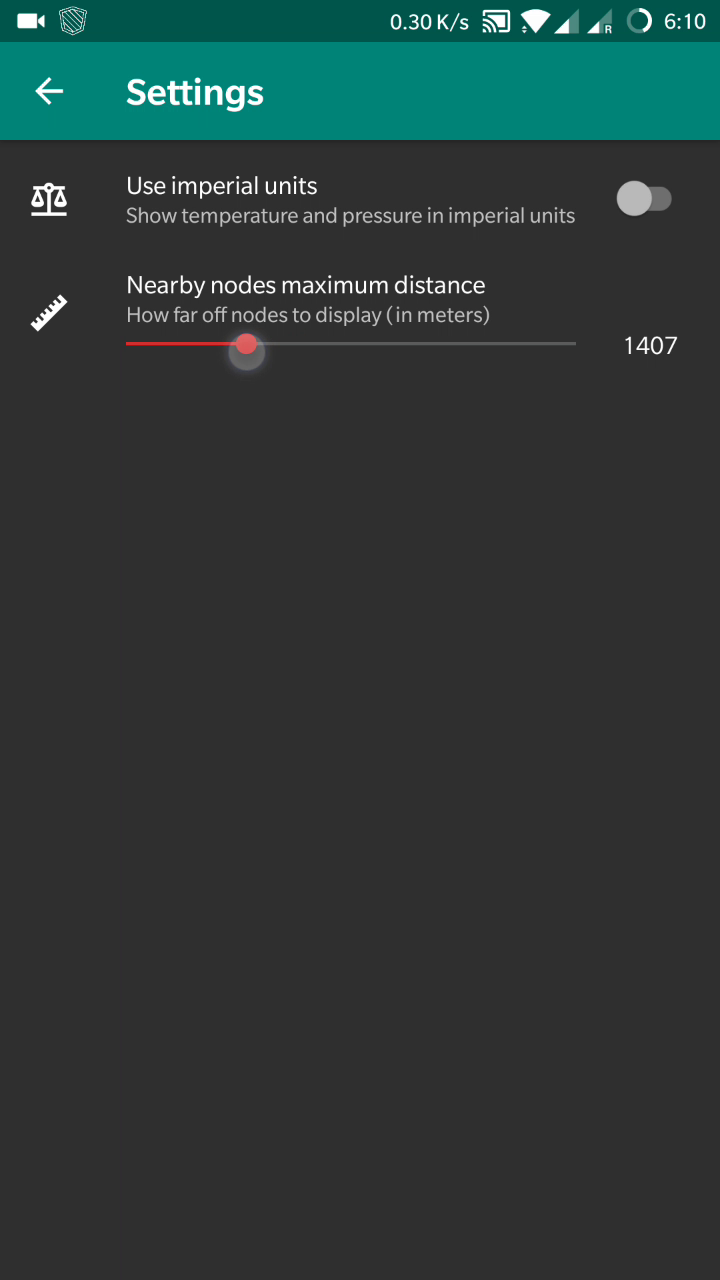 0.30 K/s R 6:10
Settings
Use imperial units
Show temperature and pressure in imperial units
Nearby nodes maximum distance
How far off nodes to display (in meters)
1407